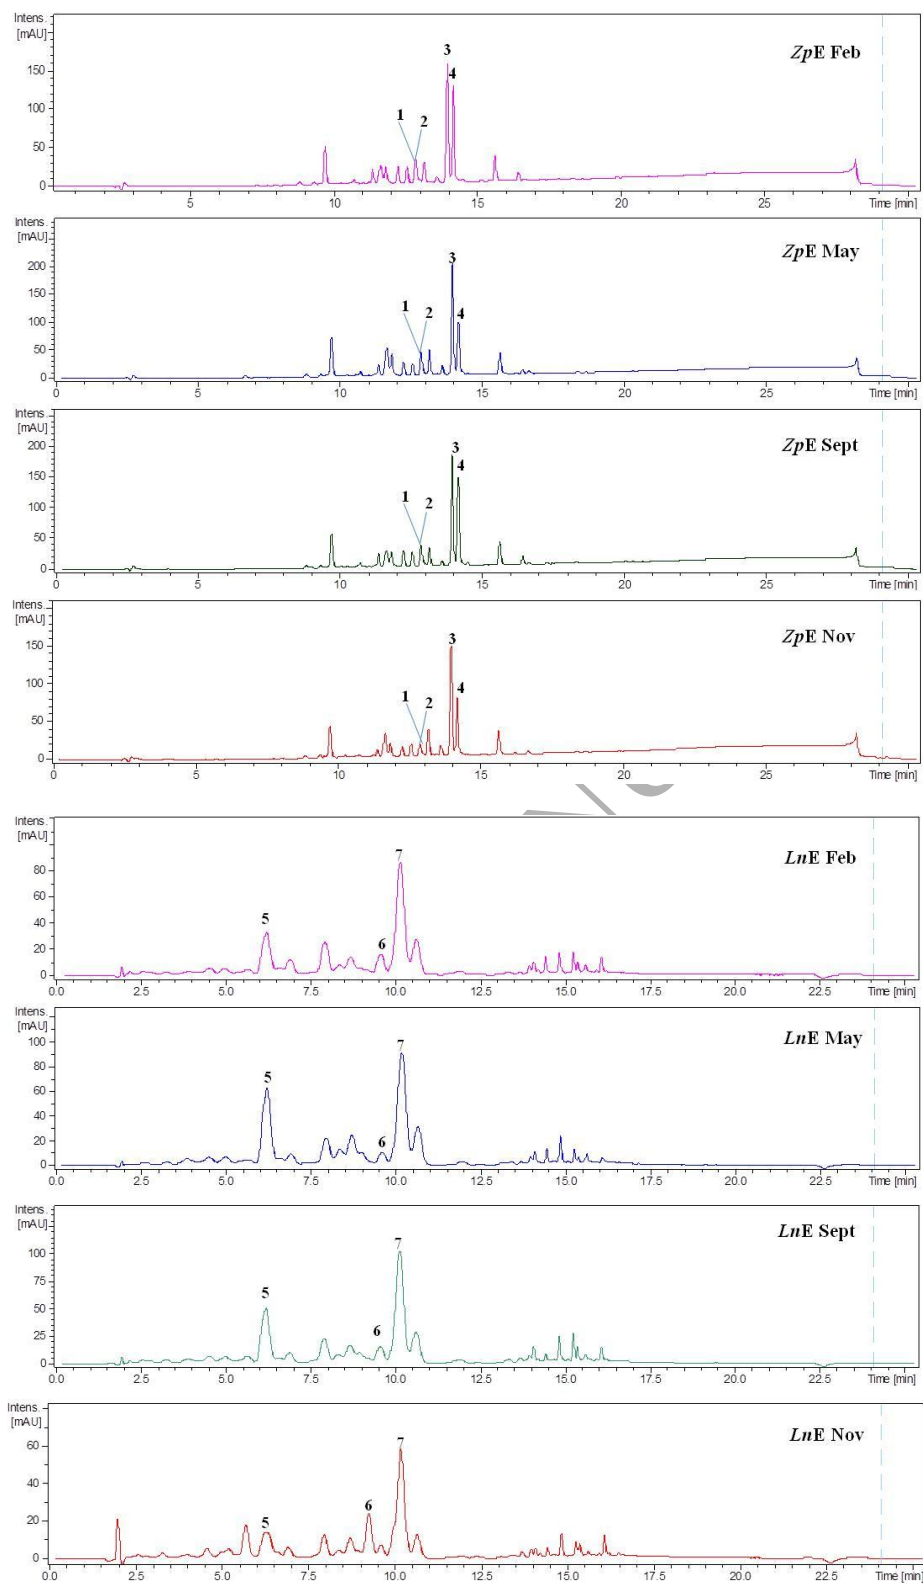 Intens.
[mAU]
ZpE Feb
3
4
1
2
150
100
50
0
5 10 15 20 25 Time [min]
Intens.
[mAU]
ZpE May
3
4
1 2
200
150
100
50
0
0 5 10 15 20 25 Time [min]
Intens.
[mAU]
ZpE Sept
3
4
1 2
200
150
100
50
0
5 10 15 20 25 Time [min]
Intens.
[mAU]
ZpE Nov
3
4
1 2
150
100
50
0
0 5 10 15 20 25 Time [min]
Intens.
[mAU]
LnE Feb
7
5
6
80
60
40
20
0
0.0 2.5 5.0 7.5 10.0 12.5 15.0 17.5 20.0 22.5 Time [min]
Intens.
[mAU]
LnE May
7
5
6
100
80
60
40
20
0
0.0 2.5 5.0 7.5 10.0 12.5 15.0 17.5 20.0 22.5 Time [min]
Intens.
[mAU]
LnE Sept
7
5
6
100
75
50
25
0
0.0 2.5 5.0 7.5 10.0 12.5 15.0 17.5 20.0 22.5 Time [min]
Intens.
[mAU]
LnE Nov
7
6
5
60
40
20
0
0.0 2.5 5.0 7.5 10.0 12.5 15.0 17.5 20.0 22.5 Time [min]